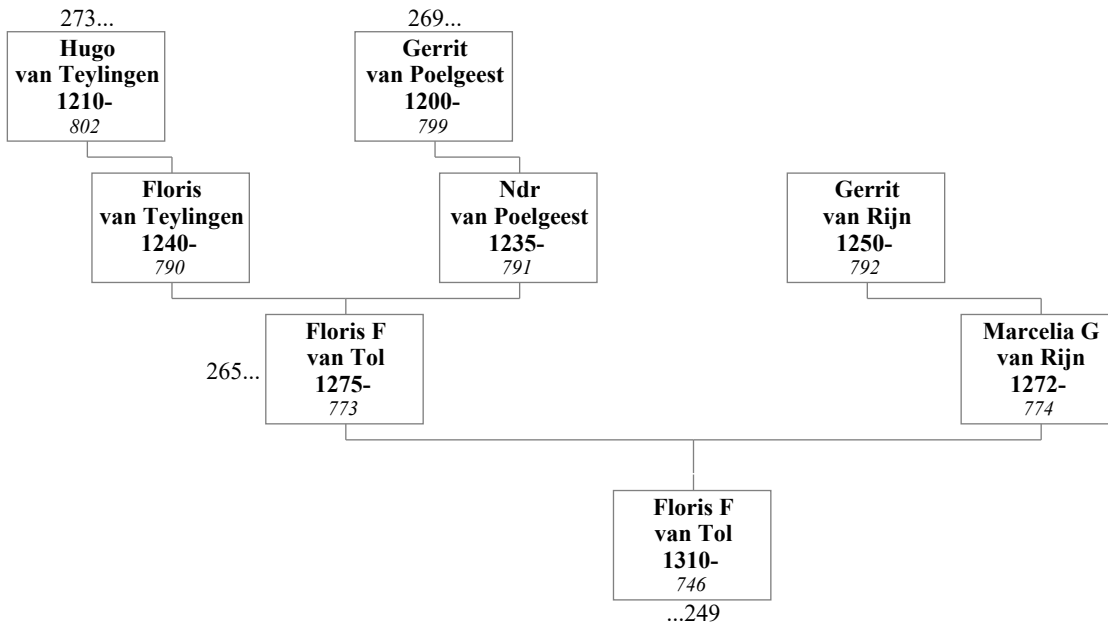 273...
269...
Hugo
van Teylingen
1210-
802
Gerrit
van Poelgeest
1200-
799
Floris
van Teylingen
1240-
790
Ndr
van Poelgeest
1235-
791
Gerrit
van Rijn
1250-
792
265...
Floris F
van Tol
1275-
773
Marcelia G
van Rijn
1272-
774
Floris F
van Tol
1310-
746
...249